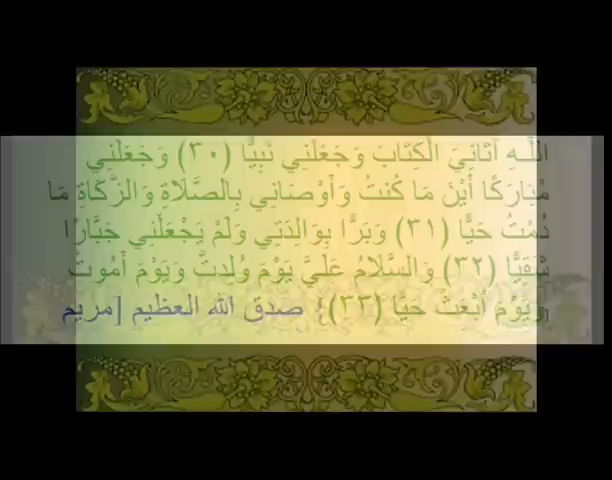 اللَّـهِ آتَانِيَ الْكِتَابَ وَجَعَلَنِي نَبِيًّا (٣٠) وَجَعَلَنِي
مُبَارَكًا أَيْنَ مَا كُنتُ وَأَوْصَانِي بِالصَّلَاةِ وَالزَّكَاةِ مَا
دُمْتُ حَيًّا (٣١) وَبَرًّا بِوَالِدَتِي وَلَمْ يَجْعَلْنِي جَبَّارًا
شَقِيًّا (٣٢) وَالسَّلَامُ عَلَيَّ يَوْمَ وُلِدتُّ وَيَوْمَ أَمُوتُ
وَيَوْمَ أُبْعَثُ حَيًّا (٣٣)} صدق الله العظيم [مريم